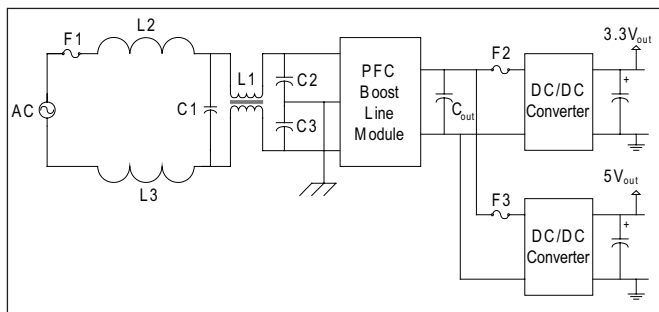 F1
L2
AC
C1
L1
C2
C3
L3
PFC
Boost
Line
Module
Cout
F2
DC/DC
Converter
3.3Vout
+
F3
DC/DC
Converter
5Vout
+